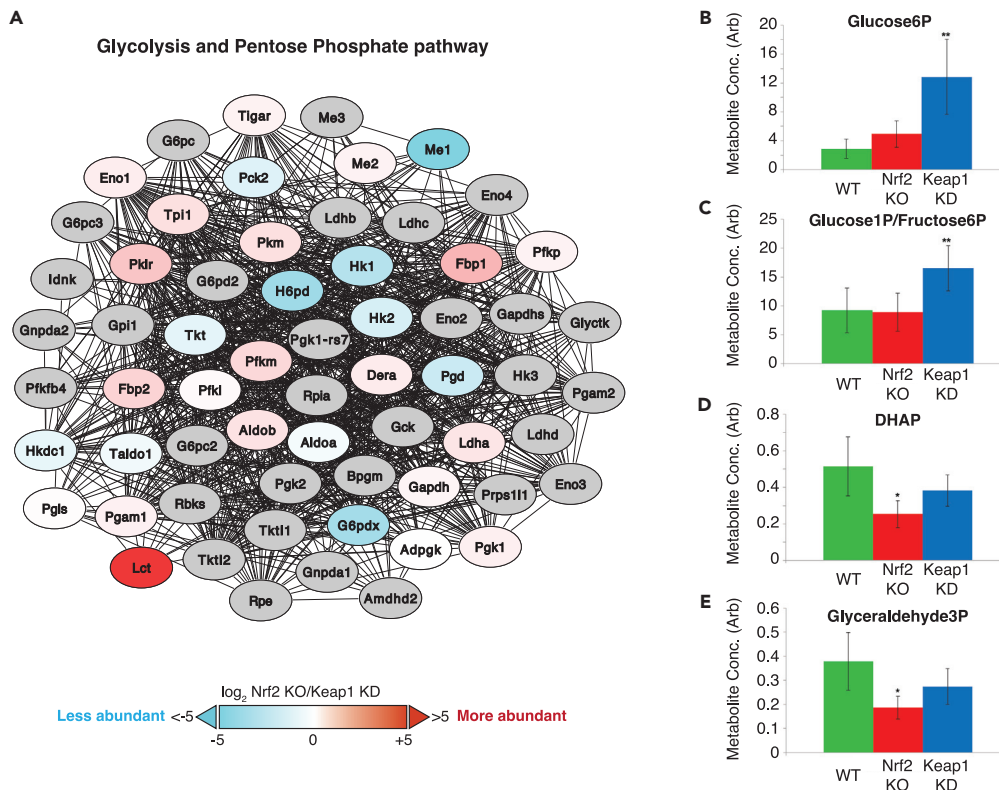 A
Glycolysis and Pentose Phosphate pathway
Tigar
Me3
G6pc
Me1
Me2
Eno1
Pck2
Eno4
Tpi1
Ldhb
Ldhc
G6pc3
Pkm
Pfkp
Pklr
Hk1
Fbp1
Idnk
G6pd2
H6pd
Gnpda2
Gpi1
Tkt
Hk2
Eno2
Gapdhs
Glyctk
Pgk1-rs7
Pfkm
Pfkfb4
Fbp2
Pfkl
Dera
Pgd
Hk3
Pgam2
Rpia
Hkdc1
Taldo1
G6pc2
Aldob
Aldoa
Gck
Ldha
Ldhd
Pgls
Rbks
Pgk2
Bpgm
Gapdh
Prps1l1
Eno3
Pgam1
Tktl1
G6pdx
Lct
Tktl2
Gnpda1
Adpgk
Pgk1
Rpe
Amdhd2
log2 Nrf2 KO/Keap1 KD
Less abundant <-5 >5 More abundant
-5 0 +5
B
Glucose6P
Metabolite Conc. (Arb)
20
16
12
8
4
0
**
WT Nrf2 KO Keap1 KD
C
Glucose1P/Fructose6P
Metabolite Conc. (Arb)
25
20
15
10
5
0
**
WT Nrf2 KO Keap1 KD
D
DHAP
Metabolite Conc. (Arb)
0.8
0.6
0.4
0.2
0
*
WT Nrf2 KO Keap1 KD
E
Glyceraldehyde3P
Metabolite Conc. (Arb)
0.6
0.5
0.4
0.3
0.2
0.1
0
*
WT Nrf2 KO Keap1 KD